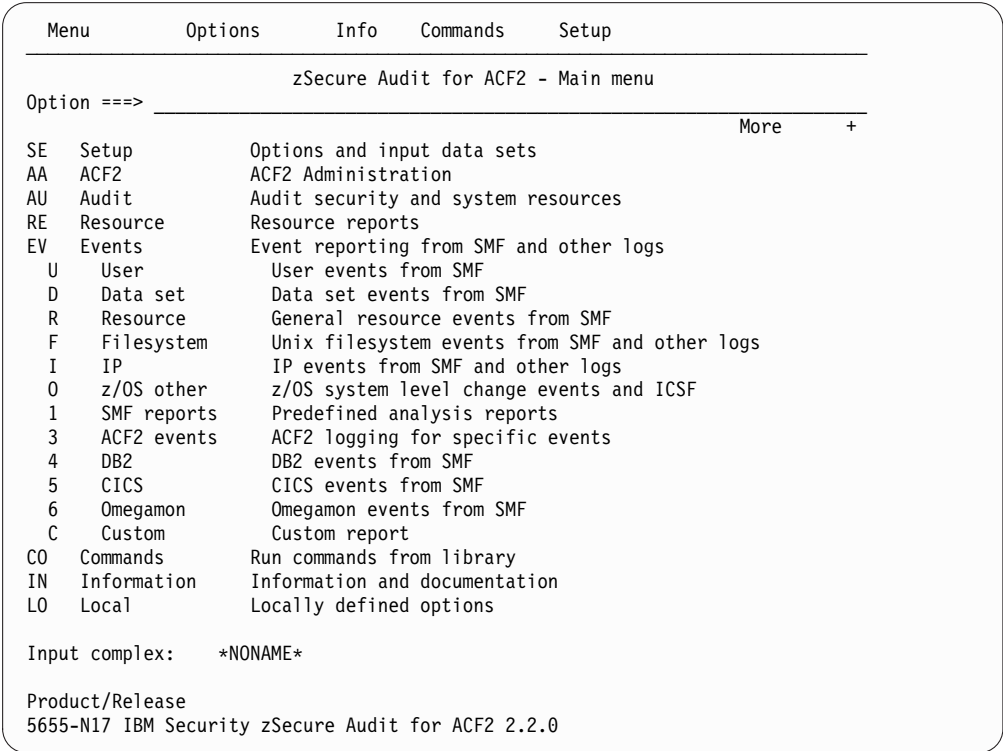 Menu Options Info Commands Setup
zSecure Audit for ACF2 - Main menu
Option ===>
More +
SE Setup Options and input data sets
AA ACF2 ACF2 Administration
AU Audit Audit security and system resources
RE Resource Resource reports
EV Events Event reporting from SMF and other logs
U User User events from SMF
D Data set Data set events from SMF
R Resource General resource events from SMF
F Filesystem Unix filesystem events from SMF and other logs
I IP IP events from SMF and other logs
O z/OS other z/OS system level change events and ICSF
1 SMF reports Predefined analysis reports
3 ACF2 events ACF2 logging for specific events
4 DB2 DB2 events from SMF
5 CICS CICS events from SMF
6 Omegamon Omegamon events from SMF
C Custom Custom report
CO Commands Run commands from library
IN Information Information and documentation
LO Local Locally defined options
Input complex: *NONAME*
Product/Release
5655-N17 IBM Security zSecure Audit for ACF2 2.2.0